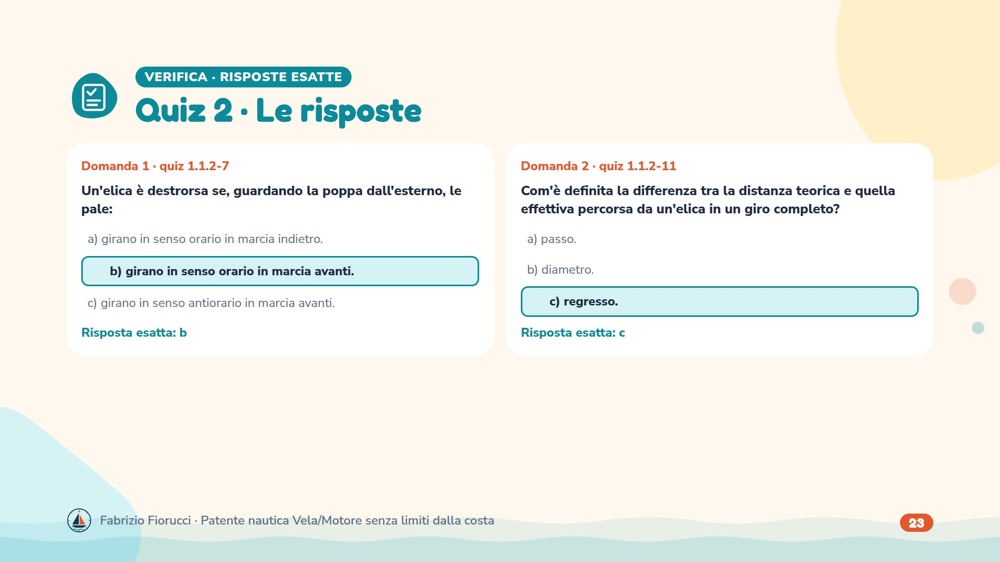 VERIFICA · RISPOSTE ESATTE
Quiz 2 · Le risposte
Domanda 1 · quiz 1.1.2-7
Un'elica è destrorsa se, guardando la poppa dall'esterno, le
pale:
a) girano in senso orario in marcia indietro.
b) girano in senso orario in marcia avanti.
c) girano in senso antiorario in marcia avanti.
Risposta esatta: b
Domanda 2 · quiz 1.1.2-11
Com'è definita la differenza tra la distanza teorica e quella
effettiva percorsa da un'elica in un giro completo?
a) passo.
b) diametro.
c) regresso.
Risposta esatta: c
Fabrizio Fiorucci · Patente nautica Vela/Motore senza limiti dalla costa
23